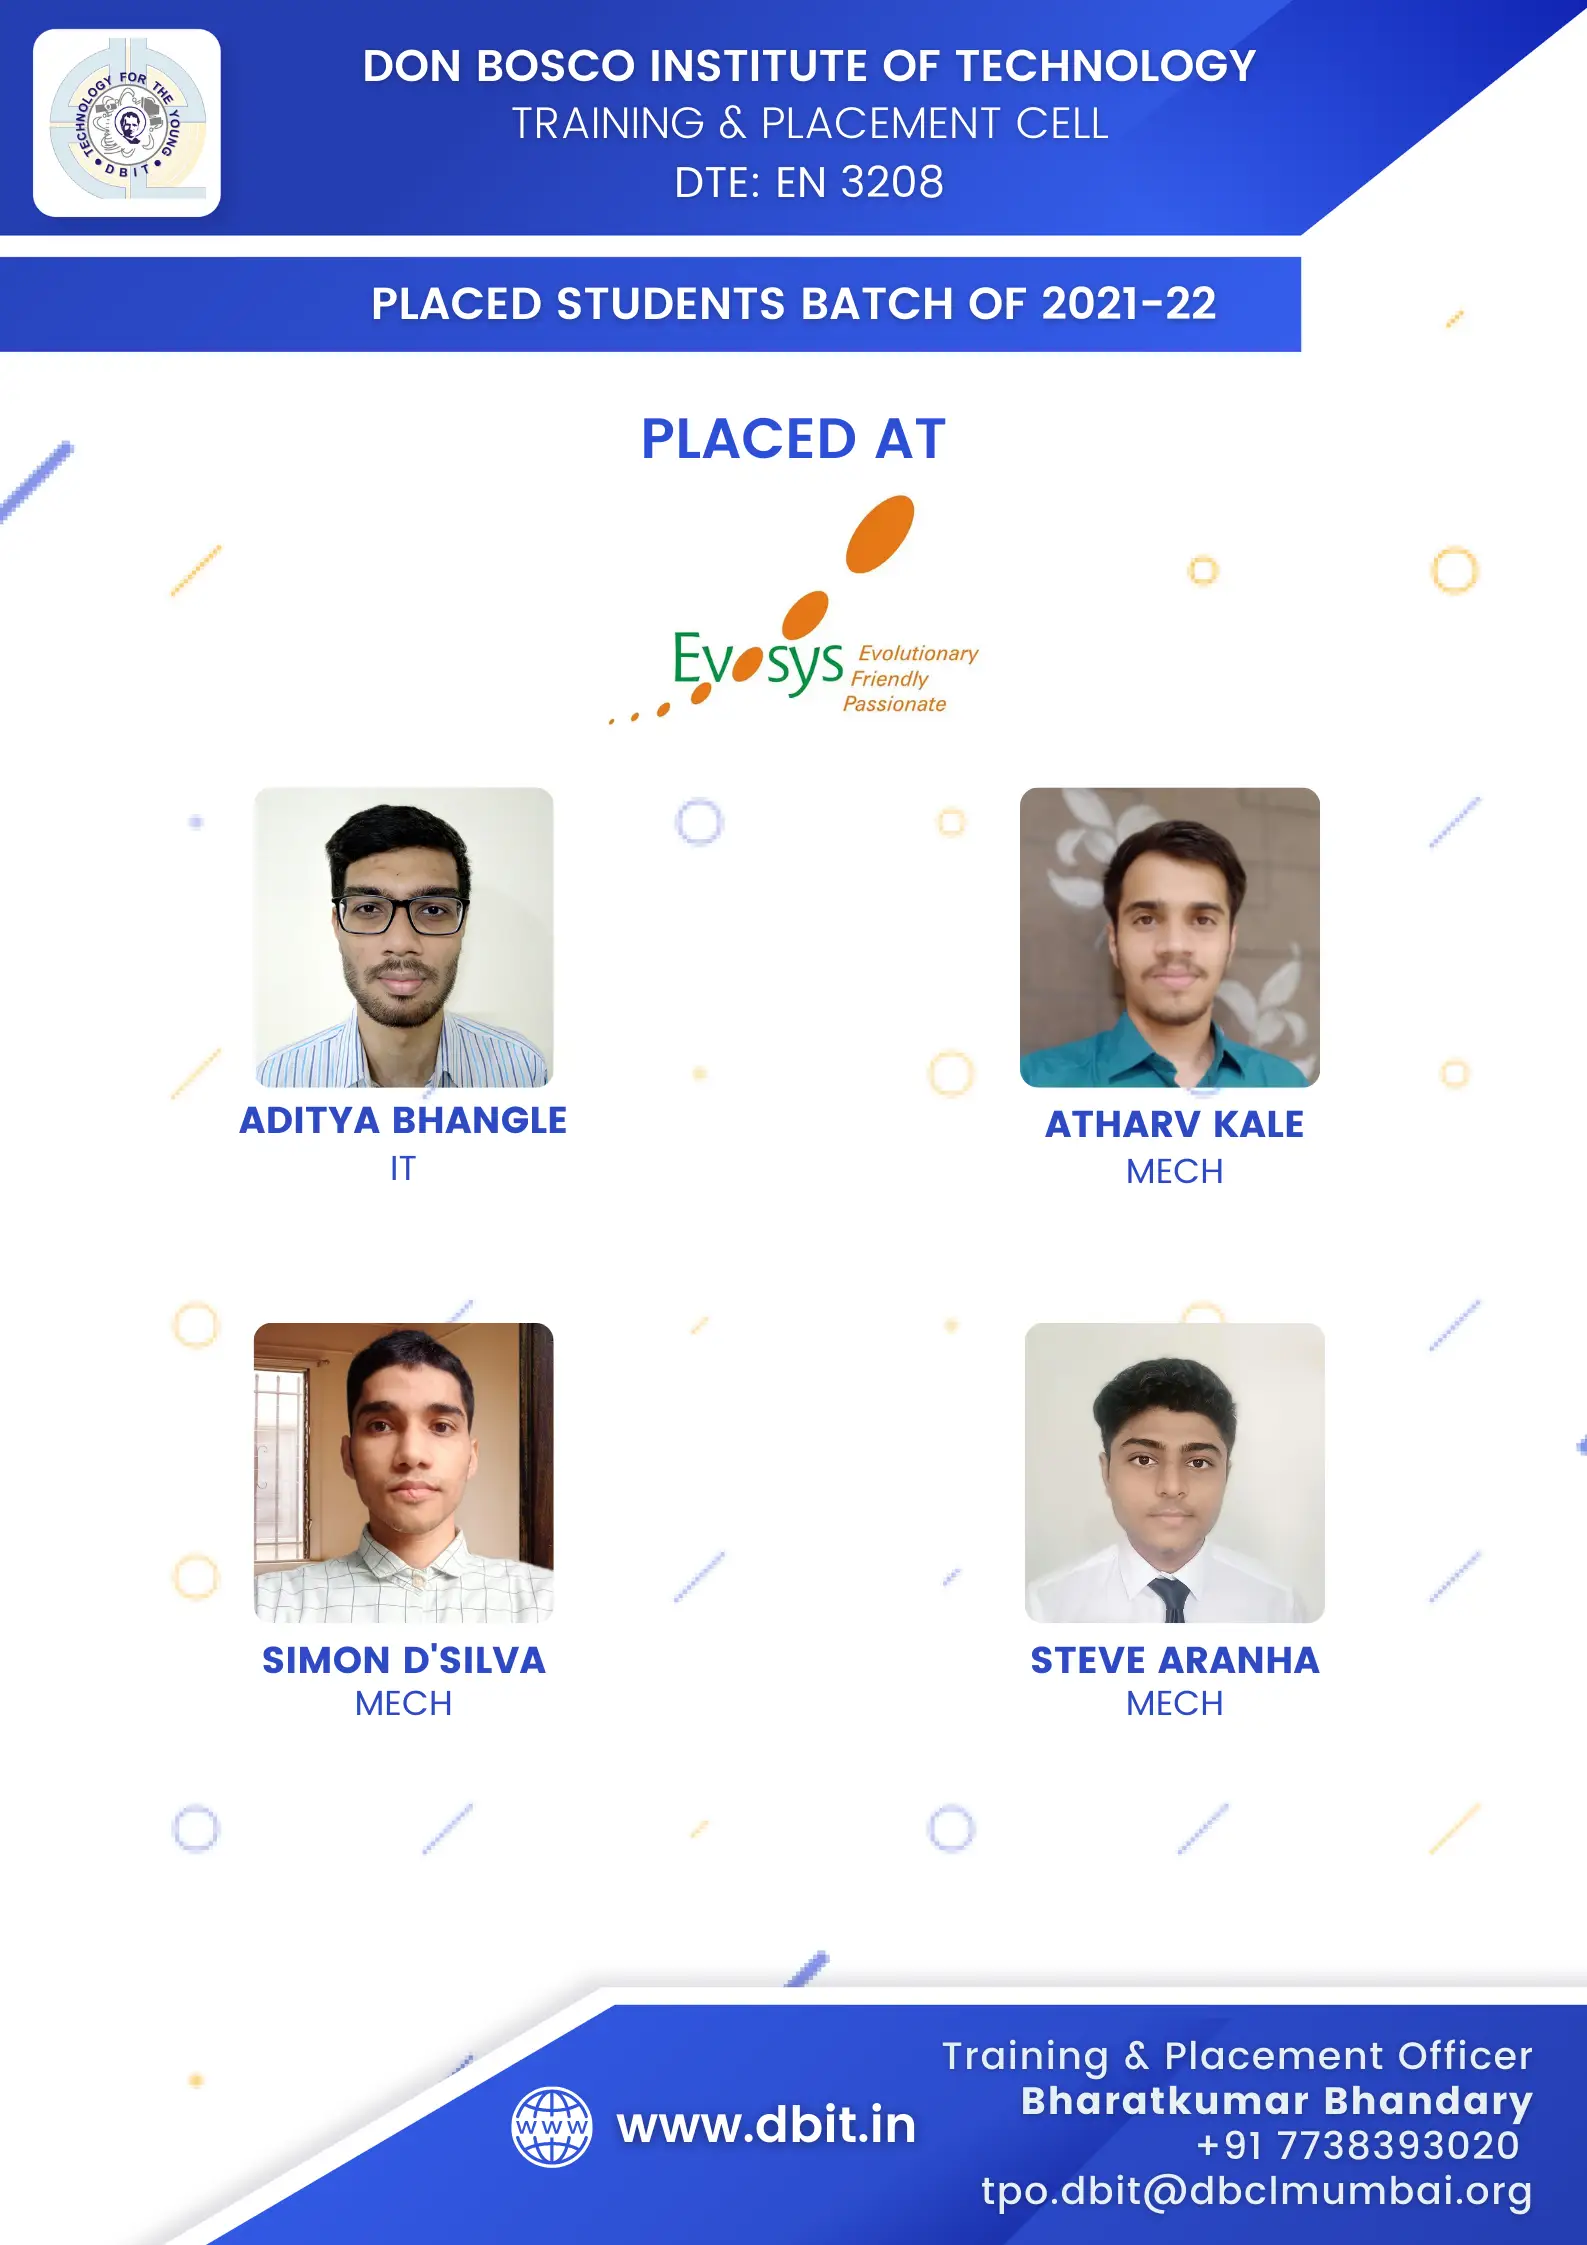 TECHNOLOGY FOR THE YOUNG
DBIT
DON BOSCO INSTITUTE OF TECHNOLOGY
TRAINING & PLACEMENT CELL
DTE: EN 3208
PLACED STUDENTS BATCH OF 2021-22
PLACED AT
Evosys
Evolutionary
Friendly
Passionate
ADITYA BHANGLE
IT
ATHARV KALE
MECH
SIMON D'SILVA
MECH
STEVE ARANHA
MECH
WWW
www.dbit.in
Training & Placement Officer
Bharatkumar Bhandary
+91 7738393020
tpo.dbit@dbclmumbai.org